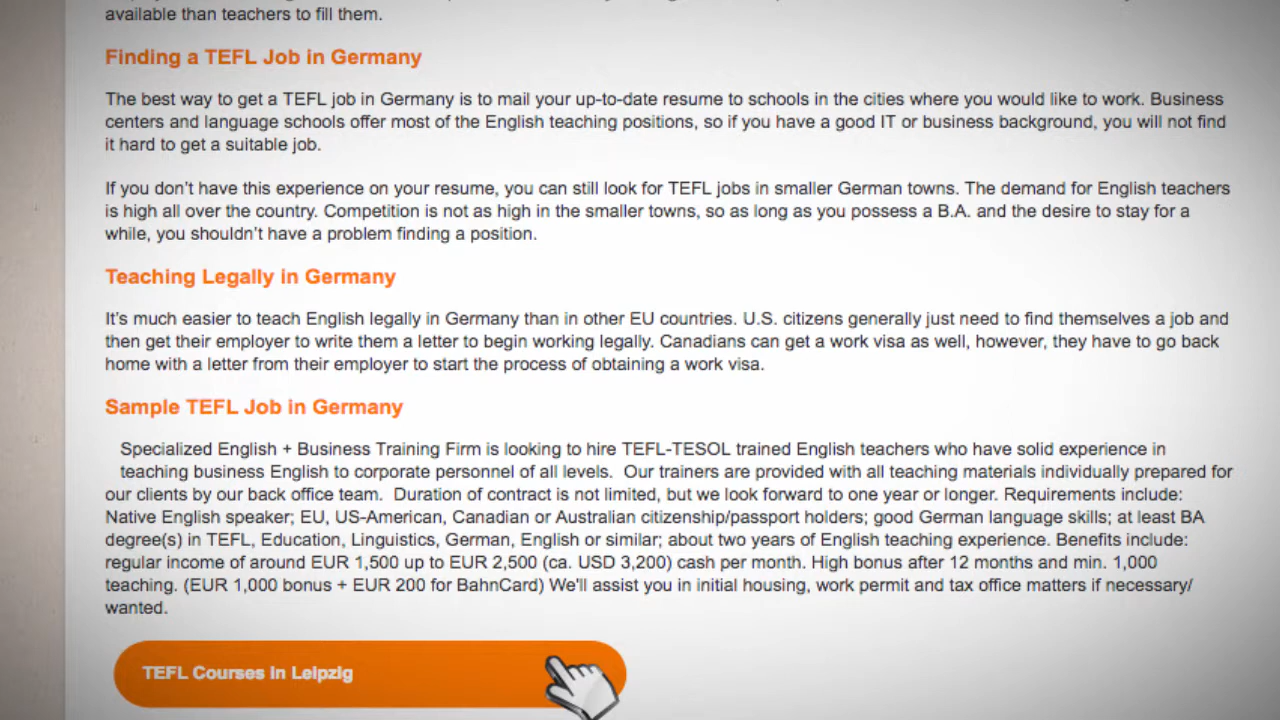 available than teachers to fill them.
Finding a TEFL Job in Germany
The best way to get a TEFL job in Germany is to mail your up-to-date resume to schools in the cities where you would like to work. Business
centers and language schools offer most of the English teaching positions, so if you have a good IT or business background, you will not find
it hard to get a suitable job.
If you don't have this experience on your resume, you can still look for TEFL jobs in smaller German towns. The demand for English teachers
is high all over the country. Competition is not as high in the smaller towns, so as long as you possess a B.A. and the desire to stay for a
while, you shouldn't have a problem finding a position.
Teaching Legally in Germany
It's much easier to teach English legally in Germany than in other EU countries. U.S. citizens generally just need to find themselves a job and
then get their employer to write them a letter to begin working legally. Canadians can get a work visa as well, however, they have to go back
home with a letter from their employer to start the process of obtaining a work visa.
Sample TEFL Job in Germany
Specialized English + Business Training Firm is looking to hire TEFL-TESOL trained English teachers who have solid experience in
teaching business English to corporate personnel of all levels.  Our trainers are provided with all teaching materials individually prepared for
our clients by our back office team.  Duration of contract is not limited, but we look forward to one year or longer. Requirements include:
Native English speaker; EU, US-American, Canadian or Australian citizenship/passport holders; good German language skills; at least BA
degree(s) in TEFL, Education, Linguistics, German, English or similar; about two years of English teaching experience. Benefits include:
regular income of around EUR 1,500 up to EUR 2,500 (ca. USD 3,200) cash per month. High bonus after 12 months and min. 1,000
teaching. (EUR 1,000 bonus + EUR 200 for BahnCard) We'll assist you in initial housing, work permit and tax office matters if necessary/
wanted.
TEFL Courses in Leipzig